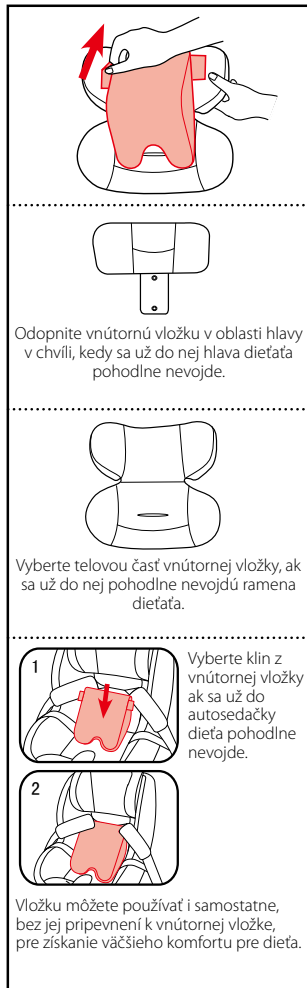 Odopnite vnútornú vložku v oblasti hlavy
v chvíli, kedy sa už do nej hlava dieťaťa
pohodlne nevojde.
Vyberte telovou časť vnútornej vložky, ak
sa už do nej pohodlne nevojdú ramena
dieťaťa.
1
Vyberte klin z
vnútornej vložky
ak sa už do
autosedačky
dieťa pohodlne
nevojde.
2
Vložku môžete používať i samostatne,
bez jej pripevnení k vnútornej vložke,
pre získanie väčšieho komfortu pre dieťa.